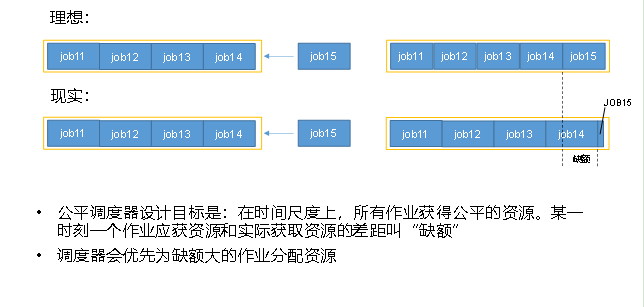 理想：
job11 job12 job13 job14 job15 job11 job12 job13 job14 job15
现实：
JOB15
job11 job12 job13 job14 job15 job11 job12 job13 job14
缺额
• 公平调度器设计目标是：在时间尺度上，所有作业获得公平的资源。某一
时刻一个作业应获资源和实际获取资源的差距叫“缺额”
• 调度器会优先为缺额大的作业分配资源